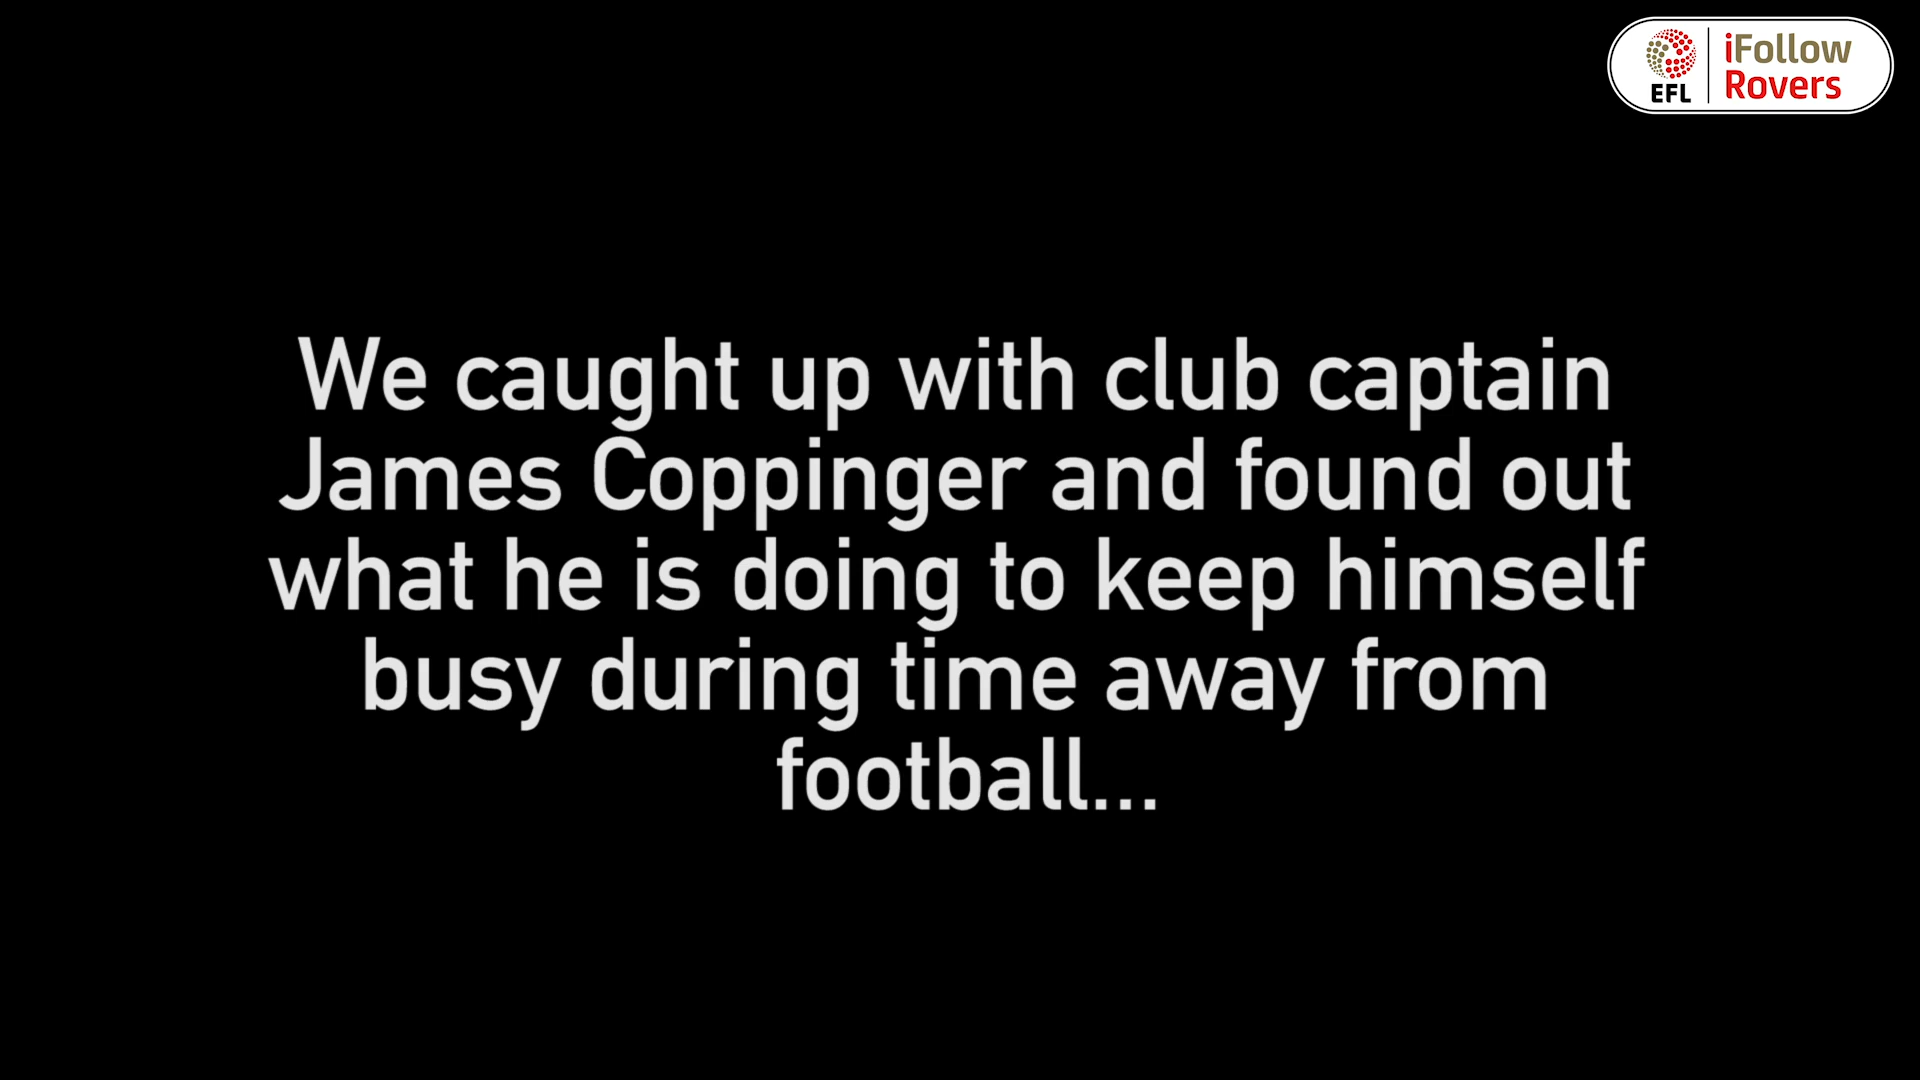 EFL
iFollow
Rovers
We caught up with club captain
James Coppinger and found out
what he is doing to keep himself
busy during time away from
football...